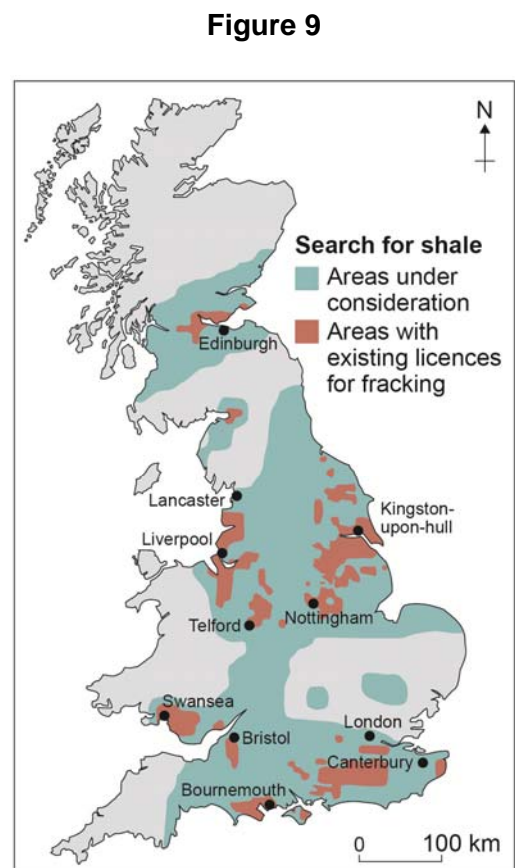 Figure 9
N
Search for shale
Areas under
consideration
Areas with
existing licences
for fracking
Edinburgh
Lancaster
Kingston-
upon-hull
Liverpool
Nottingham
Telford
Swansea
London
Bristol
Canterbury
Bournemouth
0 100 km